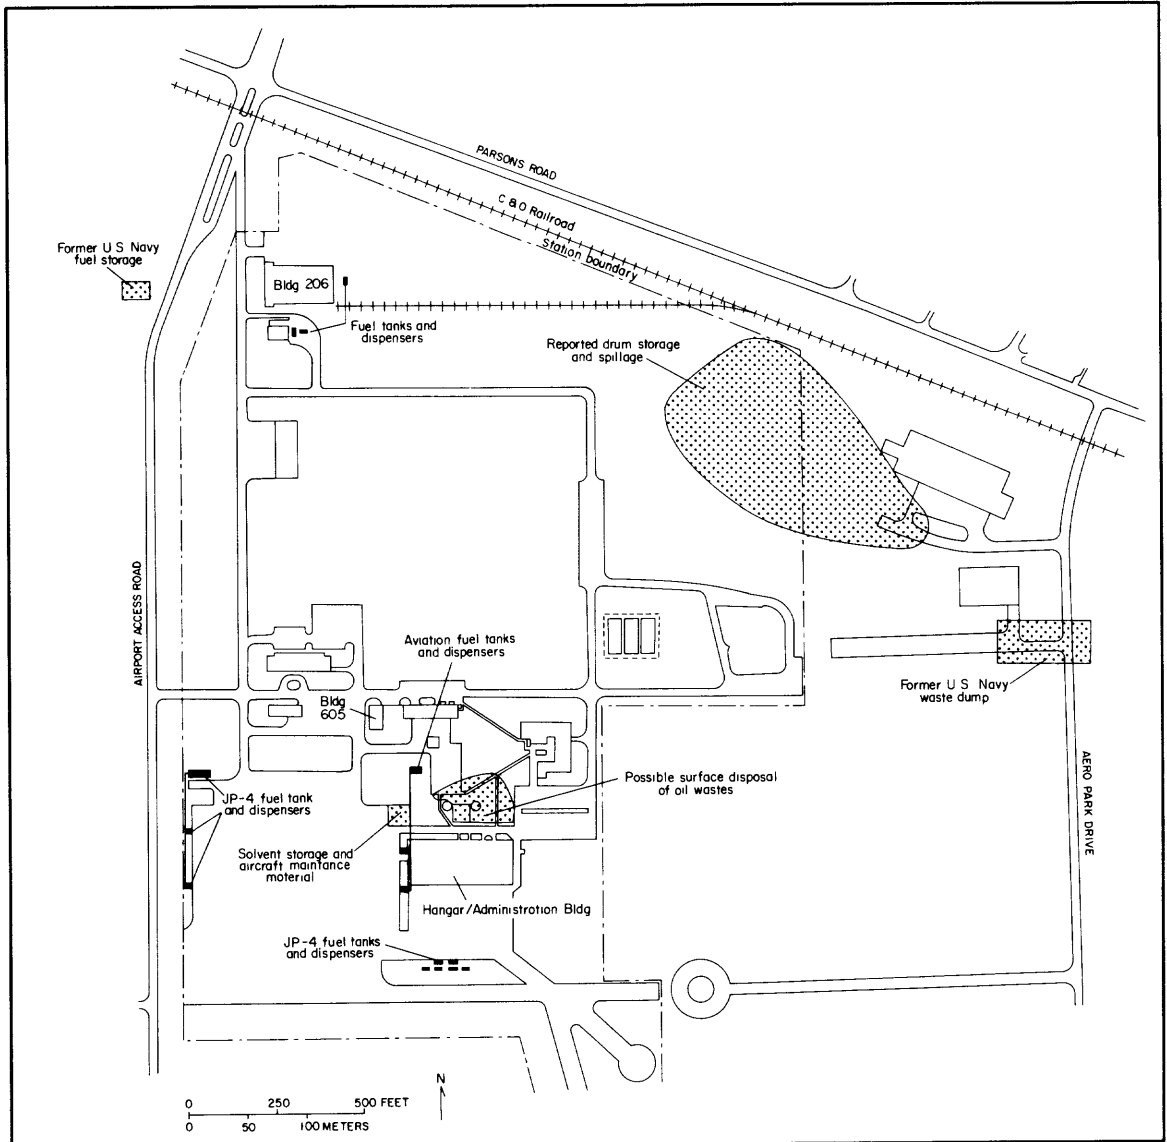 PARSONS ROAD
C & O Railroad
Station boundary
Former U S Navy
fuel storage
Bldg 206
Fuel tanks and
dispensers
Reported drum storage
and spillage
AIRPORT ACCESS ROAD
Aviation fuel tanks
and dispensers
Bldg
605
Former U S Navy
waste dump
AERO PARK DRIVE
Possible surface disposal
of oil wastes
JP-4 fuel tank
and dispensers
Solvent storage and
aircraft maintance
moterial
Hangar/Administrotion Bldg
JP-4 fuel tanks
and dispensers
N
0 250 500 FEET
0 50 100 METERS